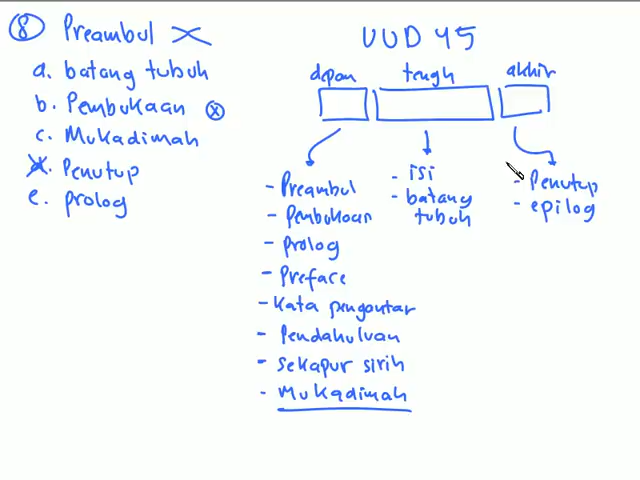 8 Preambul
a. batang tubuh
b. Pembukaan
c. Mukadimah
d. Penutup
e. prolog
UUD 45
depan tengh akhir
- Preambul
- Pembukaan
- prolog
- Preface
- Kata pengantar
- Pendahuluan
- Sekapur sirih
- Mukadimah
- isi
- batang
tubuh
- Penutup
- epilog